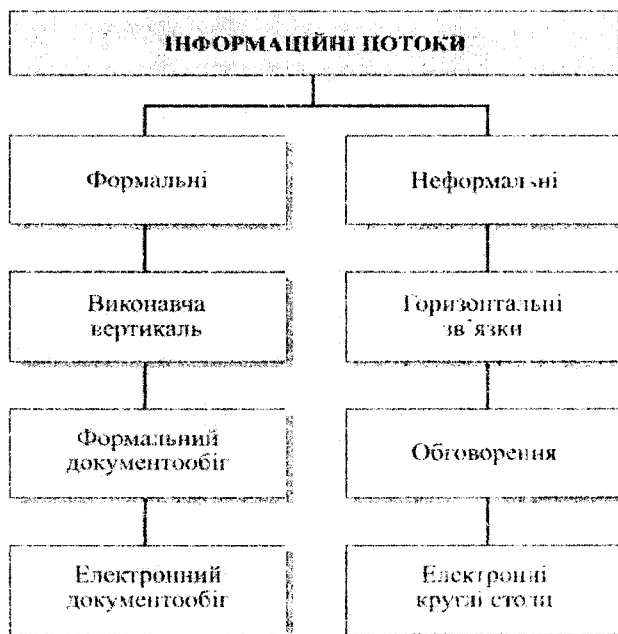 ІНФОРМАЦІЙНІ ПОТОКИ
Формальні
Неформальні
Виконавча
вертикаль
Горизонтальні
зв`язки
Формальний
документообіг
Обговорення
Електронний
документообіг
Електронні
круглі столи